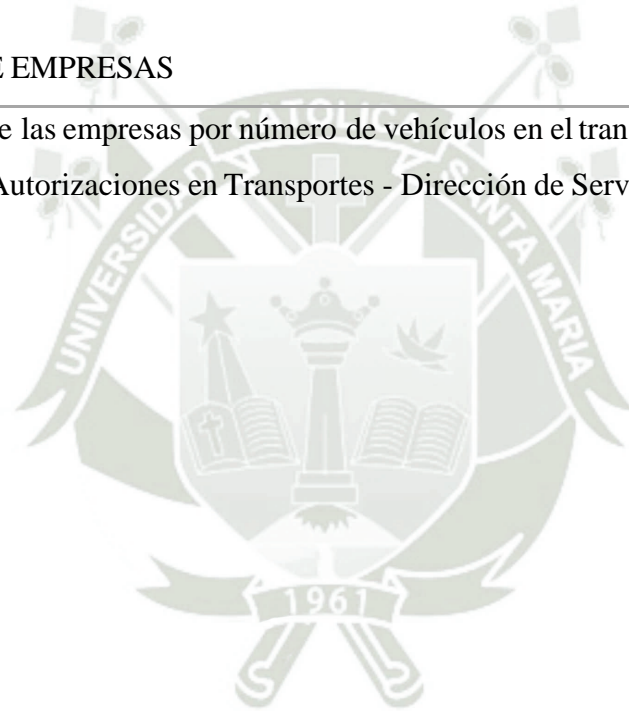 E EMPRESAS
e las empresas por número de vehículos en el tran
Autorizaciones en Transportes - Dirección de Serv
UNIVERSIDAD CATOLICA SANTA MARIA
1961